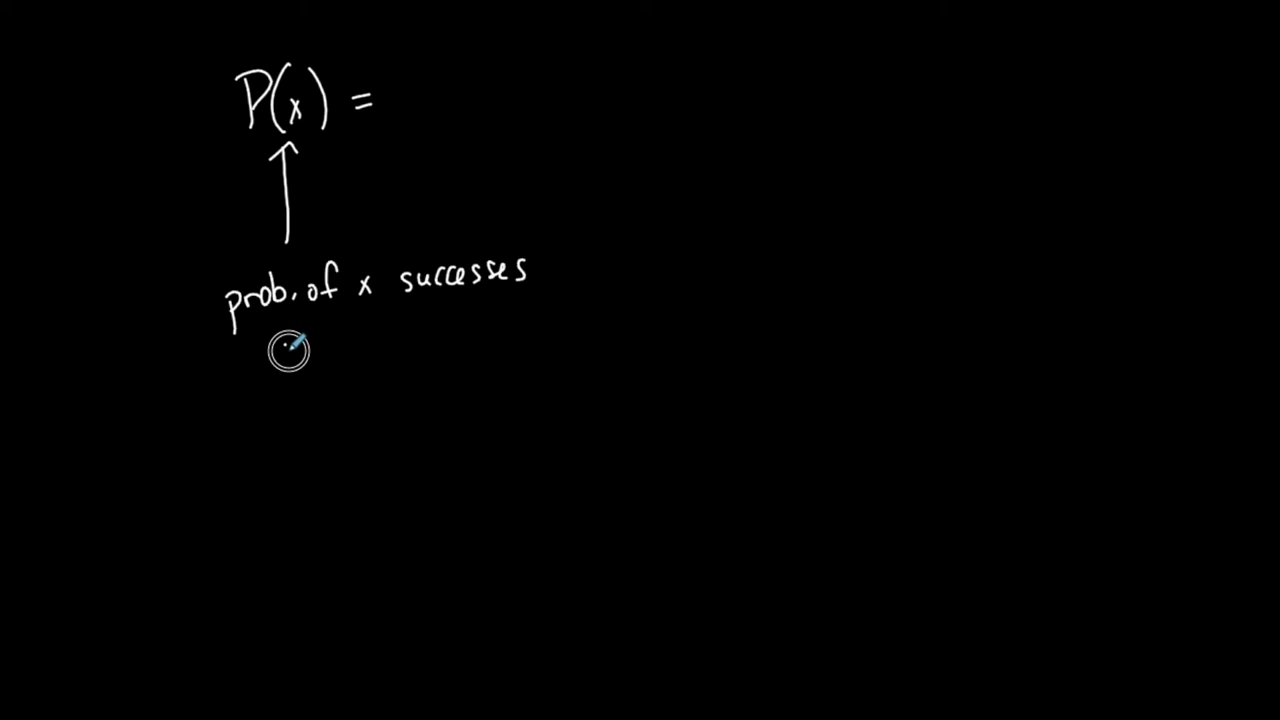 P(x) =
prob. of x successes